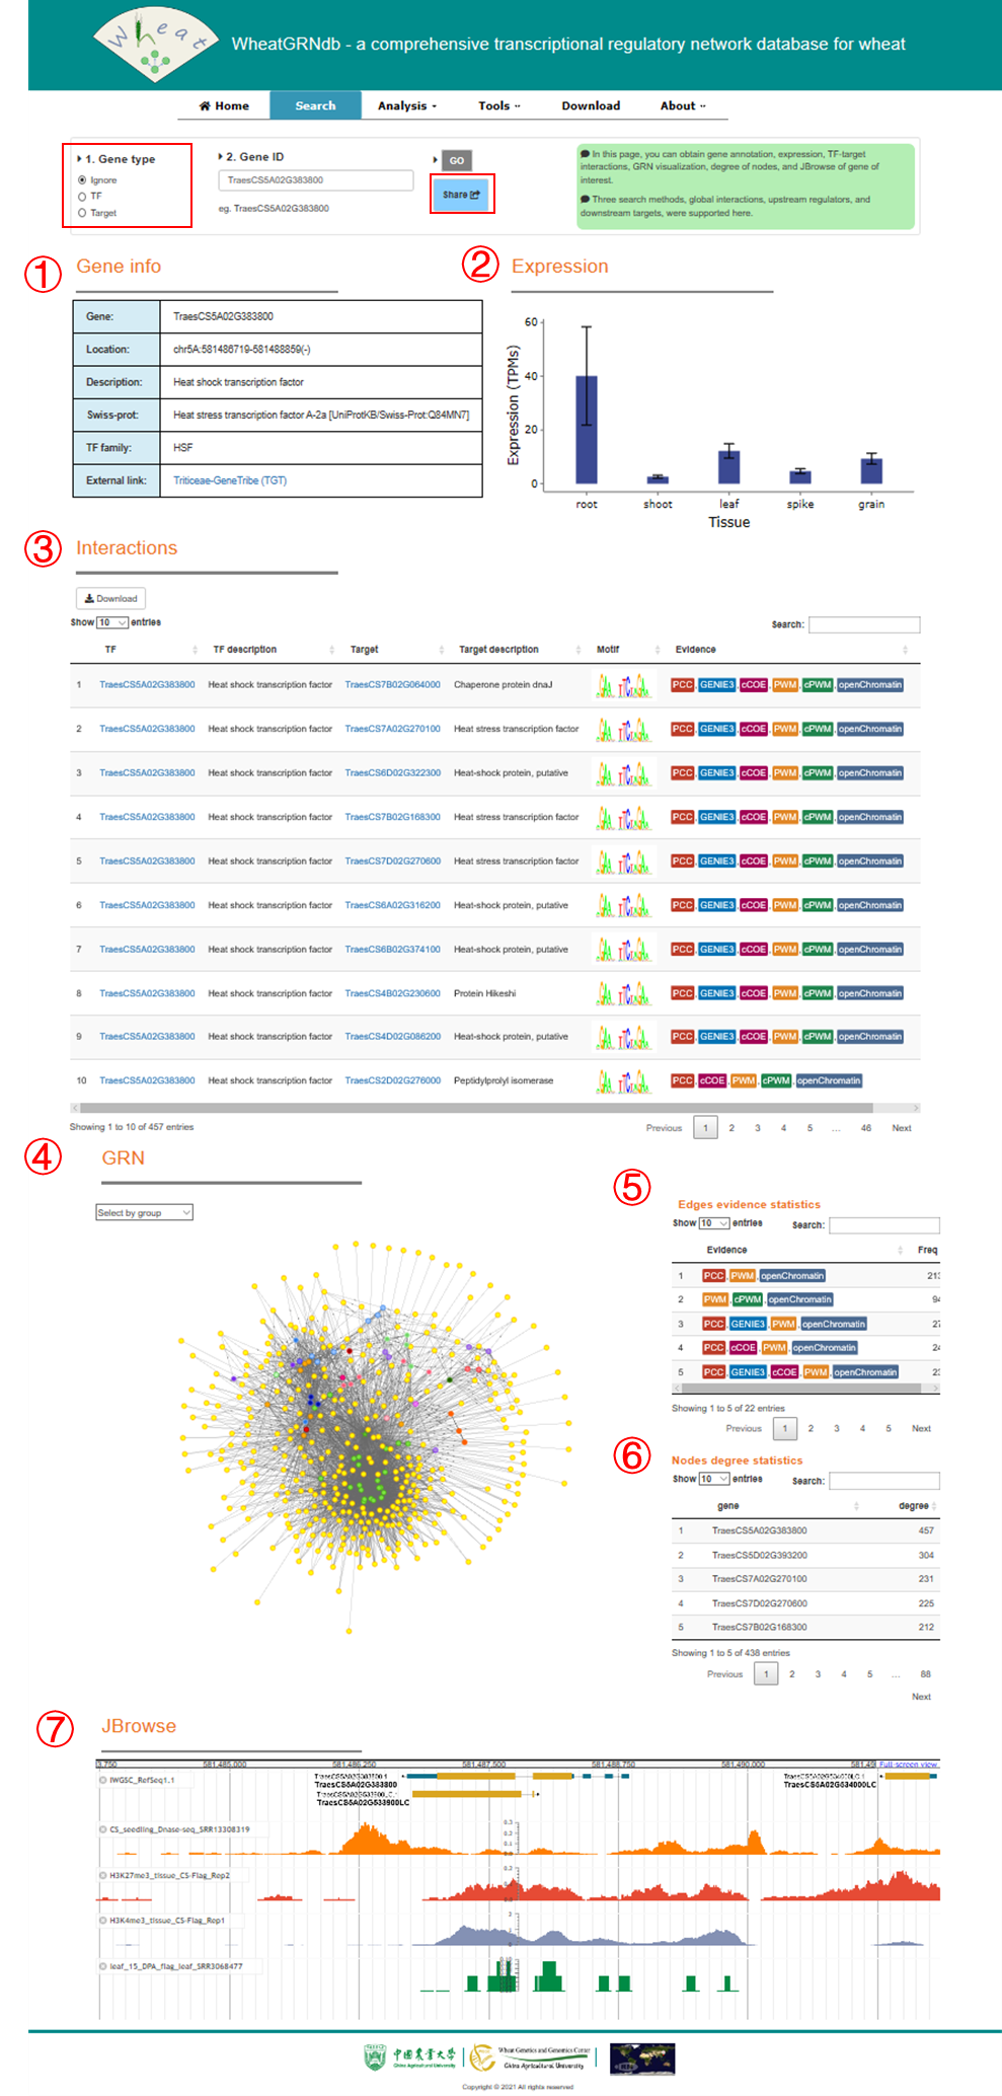 wheat
WheatGRNdb - a comprehensive transcriptional regulatory network database for wheat
Home Search Analysis Tools Download About
1. Gene type
Ignore
TF
Target
2. Gene ID
TraesCS5A02G383800
eg. TraesCS5A02G383800
GO
Share
In this page, you can obtain gene annotation, expression, TF-target
interactions, GRN visualization, degree of nodes, and JBrowse of gene of
interest.
Three search methods, global interactions, upstream regulators, and
downstream targets, were supported here.
① Gene info
Gene: TraesCS5A02G383800
Location: chr5A:581486719-581488859(-)
Description: Heat shock transcription factor
Swiss-prot: Heat stress transcription factor A-2a [UniProtKB/Swiss-Prot:Q84MN7]
TF family: HSF
External link: Triticeae-GeneTribe (TGT)
② Expression
Expression (TPMs)
60
40
20
0
root shoot leaf spike grain
Tissue
③ Interactions
Download
Show 10 entries
Search:
TF TF description Target Target description Motif Evidence
1 TraesCS5A02G383800 Heat shock transcription factor TraesCS7B02G064000 Chaperone protein dnaJ PCC, GENIE3, cCOE, PWM, cPWM, openChromatin
2 TraesCS5A02G383800 Heat shock transcription factor TraesCS7A02G270100 Heat stress transcription factor PCC, GENIE3, cCOE, PWM, cPWM, openChromatin
3 TraesCS5A02G383800 Heat shock transcription factor TraesCS6D02G322300 Heat-shock protein, putative PCC, GENIE3, cCOE, PWM, cPWM, openChromatin
4 TraesCS5A02G383800 Heat shock transcription factor TraesCS7B02G168300 Heat stress transcription factor PCC, GENIE3, cCOE, PWM, cPWM, openChromatin
5 TraesCS5A02G383800 Heat shock transcription factor TraesCS7D02G270600 Heat stress transcription factor PCC, GENIE3, cCOE, PWM, cPWM, openChromatin
6 TraesCS5A02G383800 Heat shock transcription factor TraesCS6A02G316200 Heat-shock protein, putative PCC, GENIE3, cCOE, PWM, cPWM, openChromatin
7 TraesCS5A02G383800 Heat shock transcription factor TraesCS6B02G374100 Heat-shock protein, putative PCC, GENIE3, cCOE, PWM, cPWM, openChromatin
8 TraesCS5A02G383800 Heat shock transcription factor TraesCS4B02G230600 Protein Hikeshi PCC, GENIE3, cCOE, PWM, cPWM, openChromatin
9 TraesCS5A02G383800 Heat shock transcription factor TraesCS4D02G086200 Heat-shock protein, putative PCC, GENIE3, cCOE, PWM, cPWM, openChromatin
10 TraesCS5A02G383800 Heat shock transcription factor TraesCS2D02G276000 Peptidylprolyl isomerase PCC, cCOE, PWM, cPWM, openChromatin
Showing 1 to 10 of 457 entries
Previous 1 2 3 4 5 ... 46 Next
④ GRN
Select by group
⑤ Edges evidence statistics
Show 10 entries Search:
Evidence Freq
1 PCC, PWM, openChromatin 213
2 PWM, cPWM, openChromatin
3 PCC, GENIE3, PWM, openChromatin
4 PCC, cCOE, PWM, openChromatin
5 PCC, GENIE3, cCOE, PWM, openChromatin
Showing 1 to 5 of 22 entries
Previous 1 2 3 4 5 Next
⑥ Nodes degree statistics
Show 10 entries Search:
gene degree
1 TraesCS5A02G383800 457
2 TraesCS5D02G393200 304
3 TraesCS7A02G270100 231
4 TraesCS7D02G270600 225
5 TraesCS7B02G168300 212
Showing 1 to 5 of 438 entries
Previous 1 2 3 4 5 ... 88
Next
⑦ JBrowse
3,750 581,485,000 581,486,250 581,487,500 581,488,750 581,490,000 581,49 Full-screen view
IWGSC_RefSeq1.1
TraesCS5A02G383800.1
TraesCS5A02G383800
TraesCS5A02G533900LC.1
TraesCS5A02G533900LC
TraesCS5A02G534000LC.1
TraesCS5A02G534000LC
CS_seedling_Dnase-seq_SRR13308319
H3K27me3_tissue_CS-Flag_Rep2
H3K4me3_tissue_CS-Flag_Rep1
leaf_15_DPA_flag_leaf_SRR3068477
中国农业大学
China Agricultural University
Wheat Genetics and Genomics Center
China Agricultural University
Copyright © 2021 All rights reserved